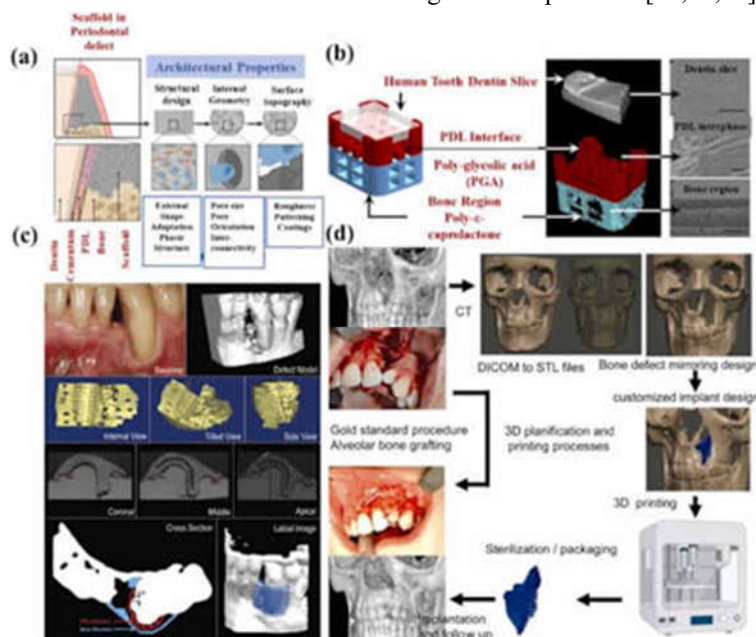 Scaffold in
Periodontal
defect
(a)
Architectural Properties
Structural
design
Internal
Geometry
Surface
topography
External
Shape
Adaptation
Phasic
Structure
Pore size
Pore
Orientation
Inter-
connectivity
Roughness
Patterning
Coatings
Dentin
Cementum
PDL
Bone
Scaffold
(b)
Human Tooth Dentin Slice
PDL Interface
Poly-glycolic acid
(PGA)
Bone Region
Poly-ε-
caprolactone
Dentin slice
PDL interphase
Bone region
(c)
Baseline
Defect Model
Internal View
Tilted View
Side View
Coronal
Middle
Apical
Cross Section
Labial Image
(d)
CT
DICOM to STL files
Bone defect mirroring design
customized implant design
Gold standard procedure
Alveolar bone grafting
3D planification and
printing processes
3D printing
Sterilization / packaging
Implantation
and follow up